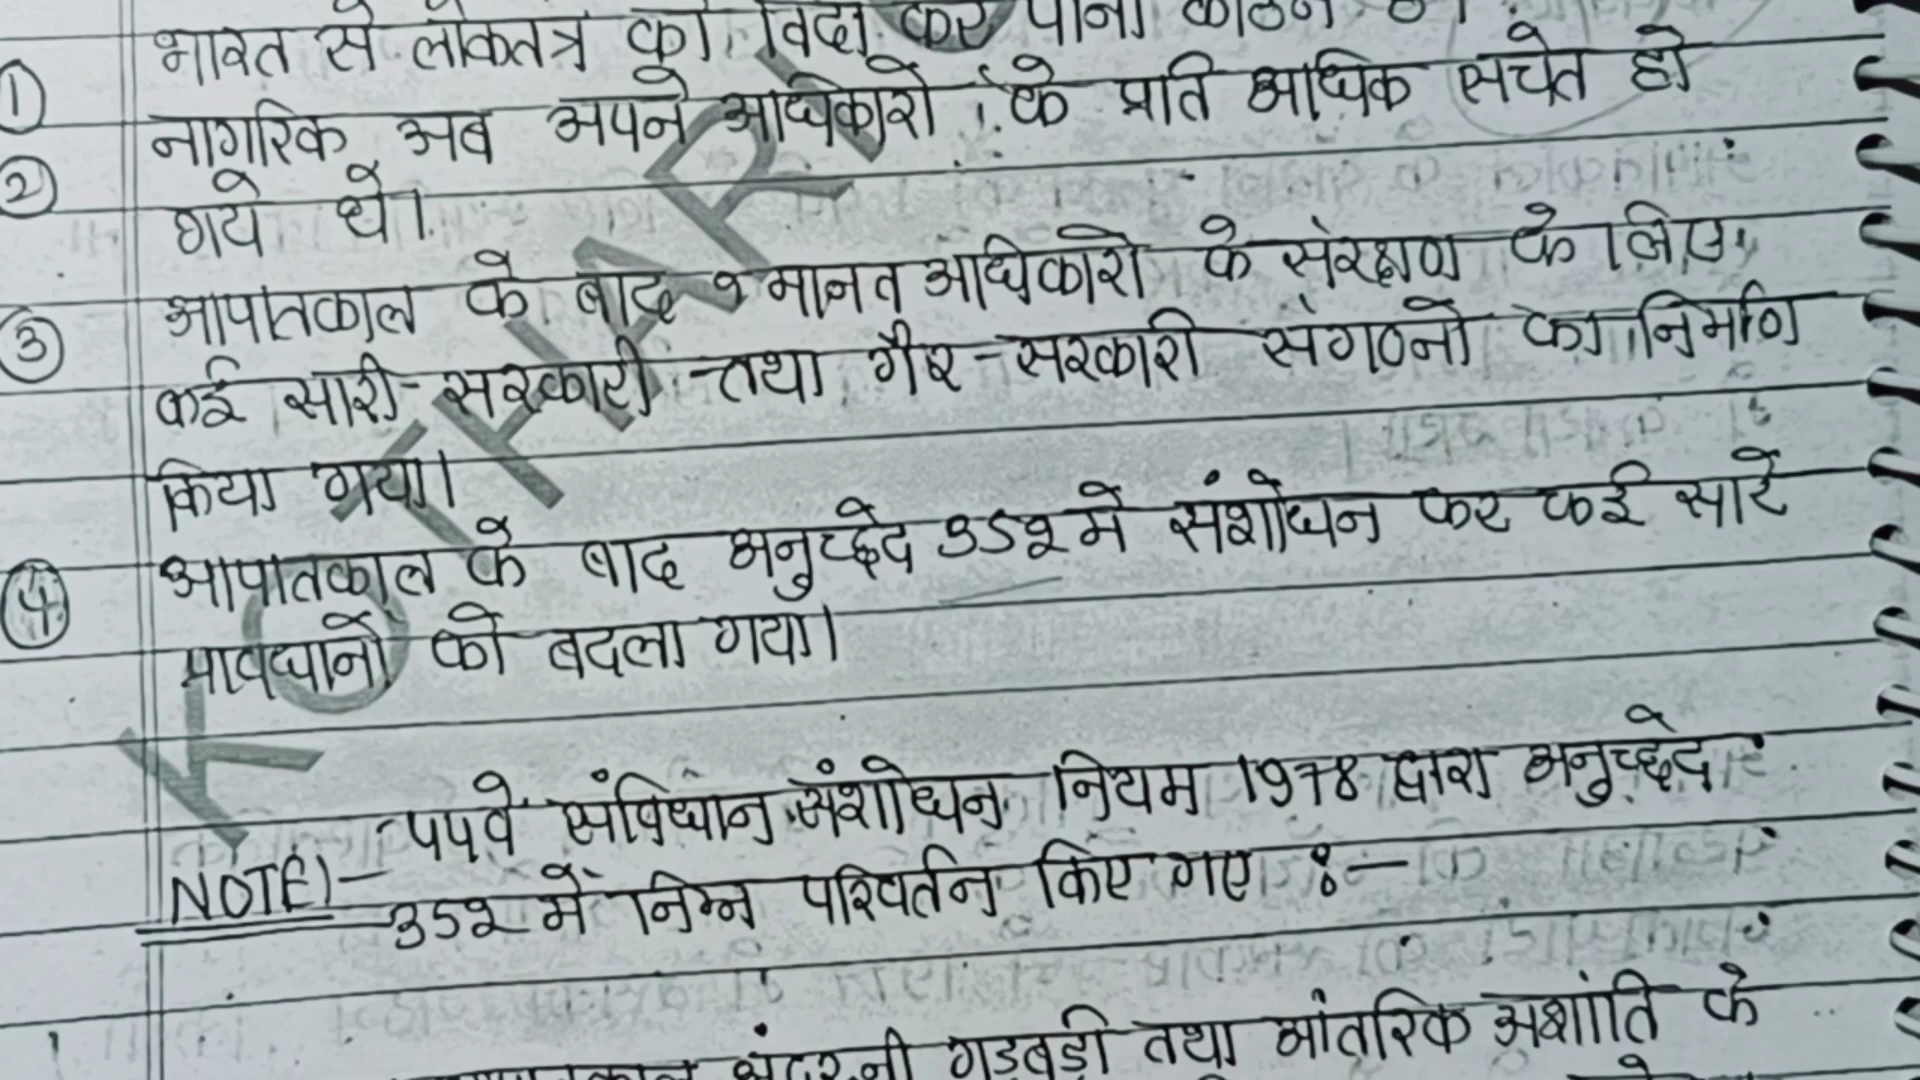 ① भारत से लोकतंत्र को विदा कर पाना कठिन है।
② नागरिक अब अपने अधिकारों के प्रति अधिक सचेत हो
गये थे।
③ आपातकाल के बाद मानव अधिकारो के संरक्षण के लिए
कई सारी सरकारी तथा गैर-सरकारी संगठनो का निर्माण
किया गया।
④ आपातकाल के बाद अनुच्छेद 352 में संशोधन कर कई सारे
प्रावधानों को बदला गया।
NOTE)- 44वे संविधान संशोधन नियम 1978 द्वारा अनुच्छेद
352 में निम्न परिवर्तन किए गए :-
अंदरूनी गड़बड़ी तथा आंतरिक अशांति के
KOTHARI